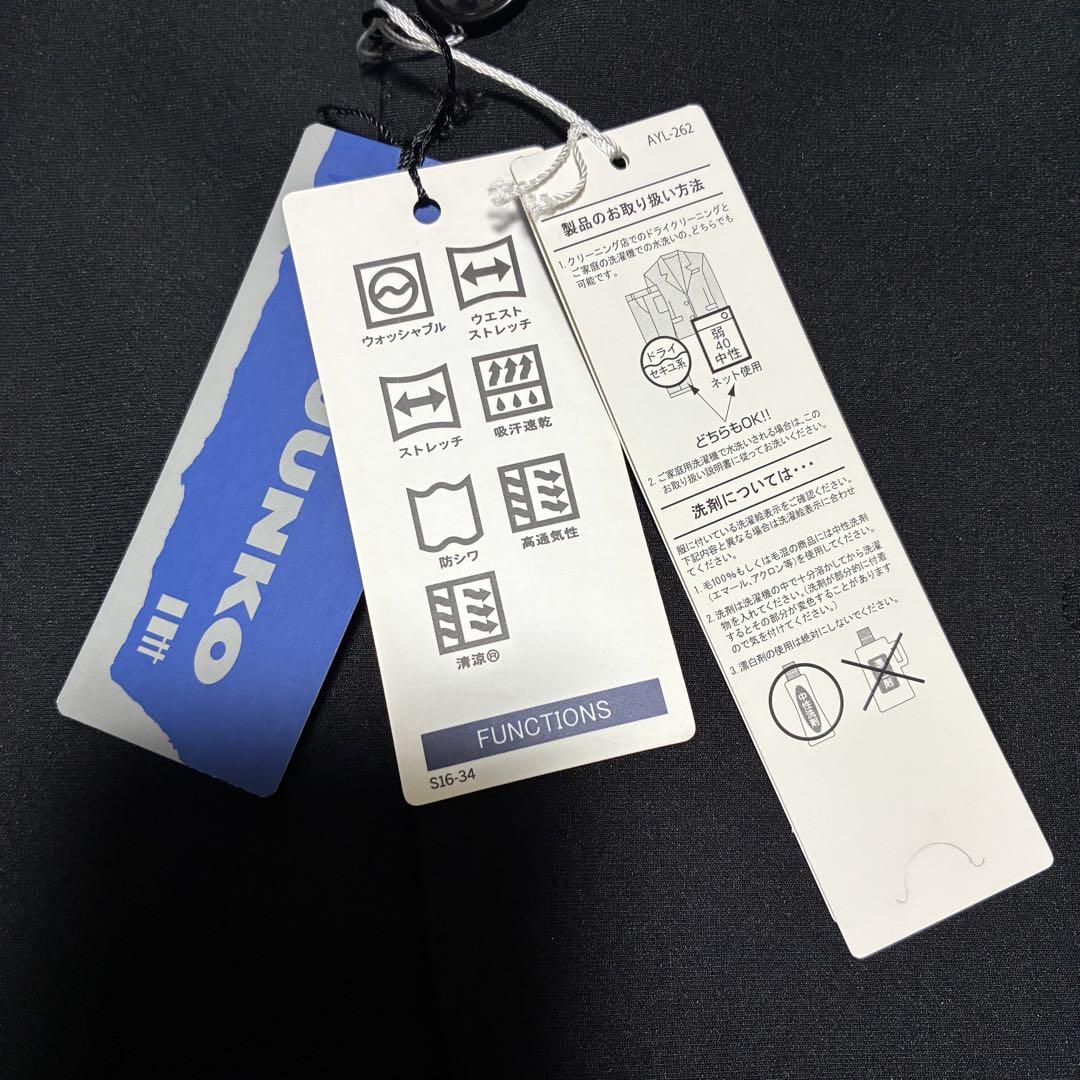 OUNKO
ウォッシャブル
ウエスト
ストレッチ
ストレッチ
吸汗速乾
防シワ
高通気性
清涼®
FUNCTIONS
S16-34
AYL-262
製品のお取り扱い方法
1. クリーニング店でのドライクリーニングと
ご家庭の洗濯機での水洗いの、どちらでも
可能です。
ドライ
セキユ系
弱
40
中性
ネット使用
どちらもOK!!
2. ご家庭用洗濯機で水洗いされる場合は、この
お取り扱い説明書に従ってお洗いください。
洗剤については・・・
服に付いている洗濯絵表示をご確認ください。
下記内容と異なる場合は洗濯絵表示に合わせ
てください。
1. 毛100%もしくは毛混の商品には中性洗剤
(エマール、アクロン等)を使用してください。
2. 洗剤は洗濯機の中で十分溶かしてから洗濯
物を入れてください。(洗剤が部分的に付着
するとその部分が変色することがあります
ので気を付けてください。)
3. 漂白剤の使用は絶対にしないでください。
中性洗剤
剤